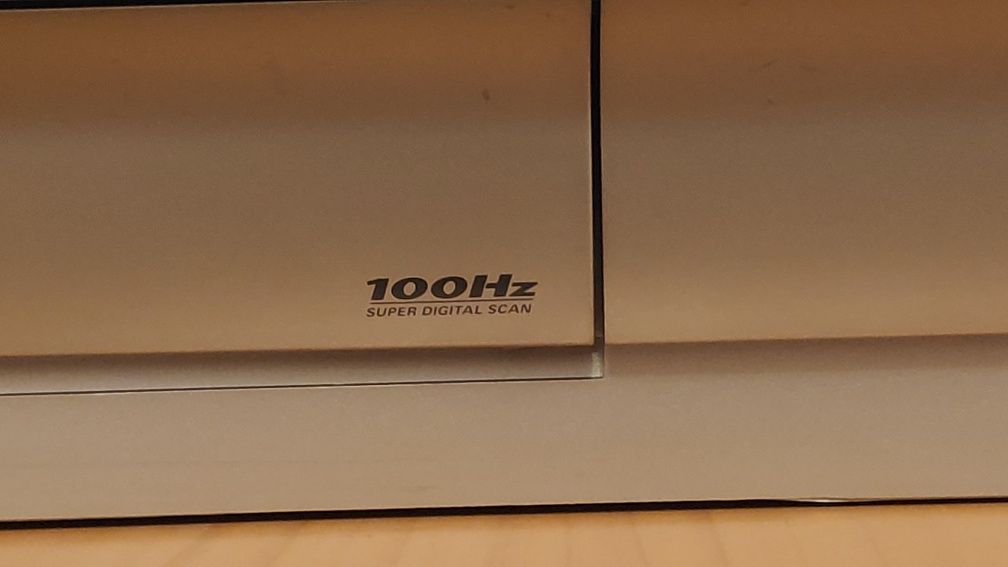 100Hz
SUPER DIGITAL SCAN